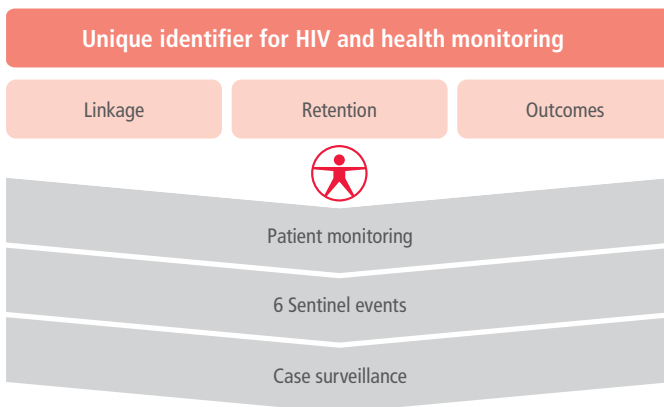 Unique identifier for HIV and health monitoring
Linkage
Retention
Outcomes
Patient monitoring
6 Sentinel events
Case surveillance